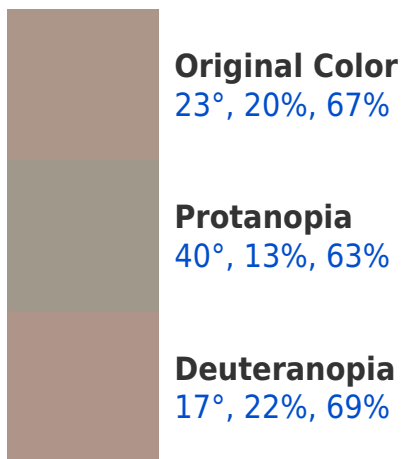 Original Color
23°, 20%, 67%
Protanopia
40°, 13%, 63%
Deuteranopia
17°, 22%, 69%